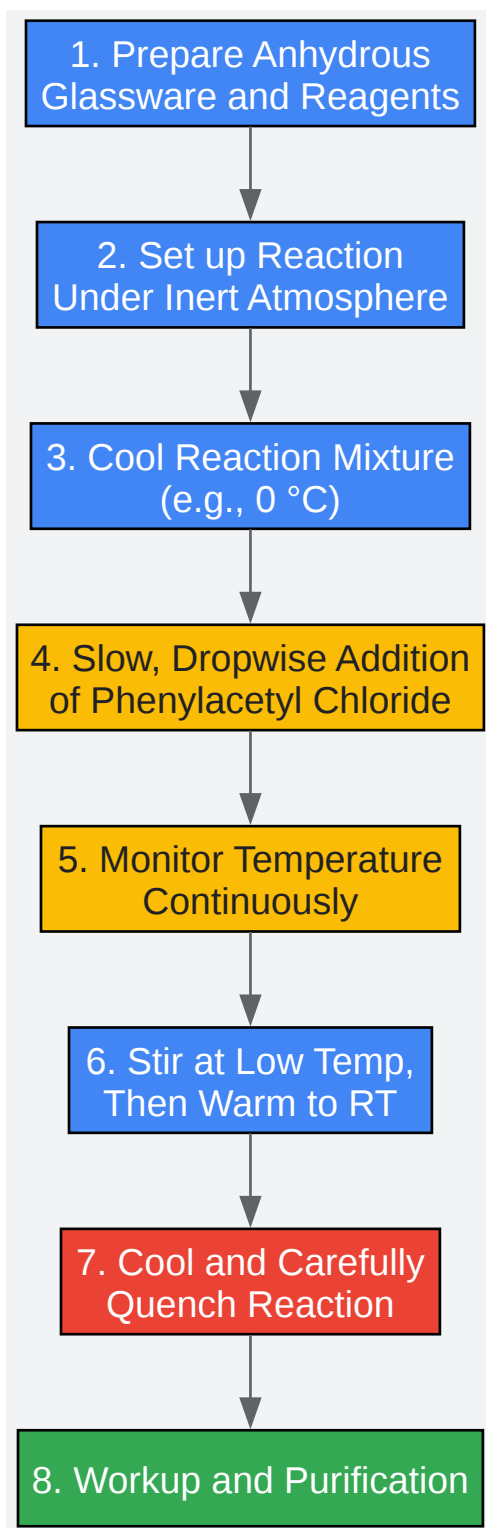 1. Prepare Anhydrous
Glassware and Reagents
2. Set up Reaction
Under Inert Atmosphere
3. Cool Reaction Mixture
(e.g., 0 °C)
4. Slow, Dropwise Addition
of Phenylacetyl Chloride
5. Monitor Temperature
Continuously
6. Stir at Low Temp,
Then Warm to RT
7. Cool and Carefully
Quench Reaction
8. Workup and Purification